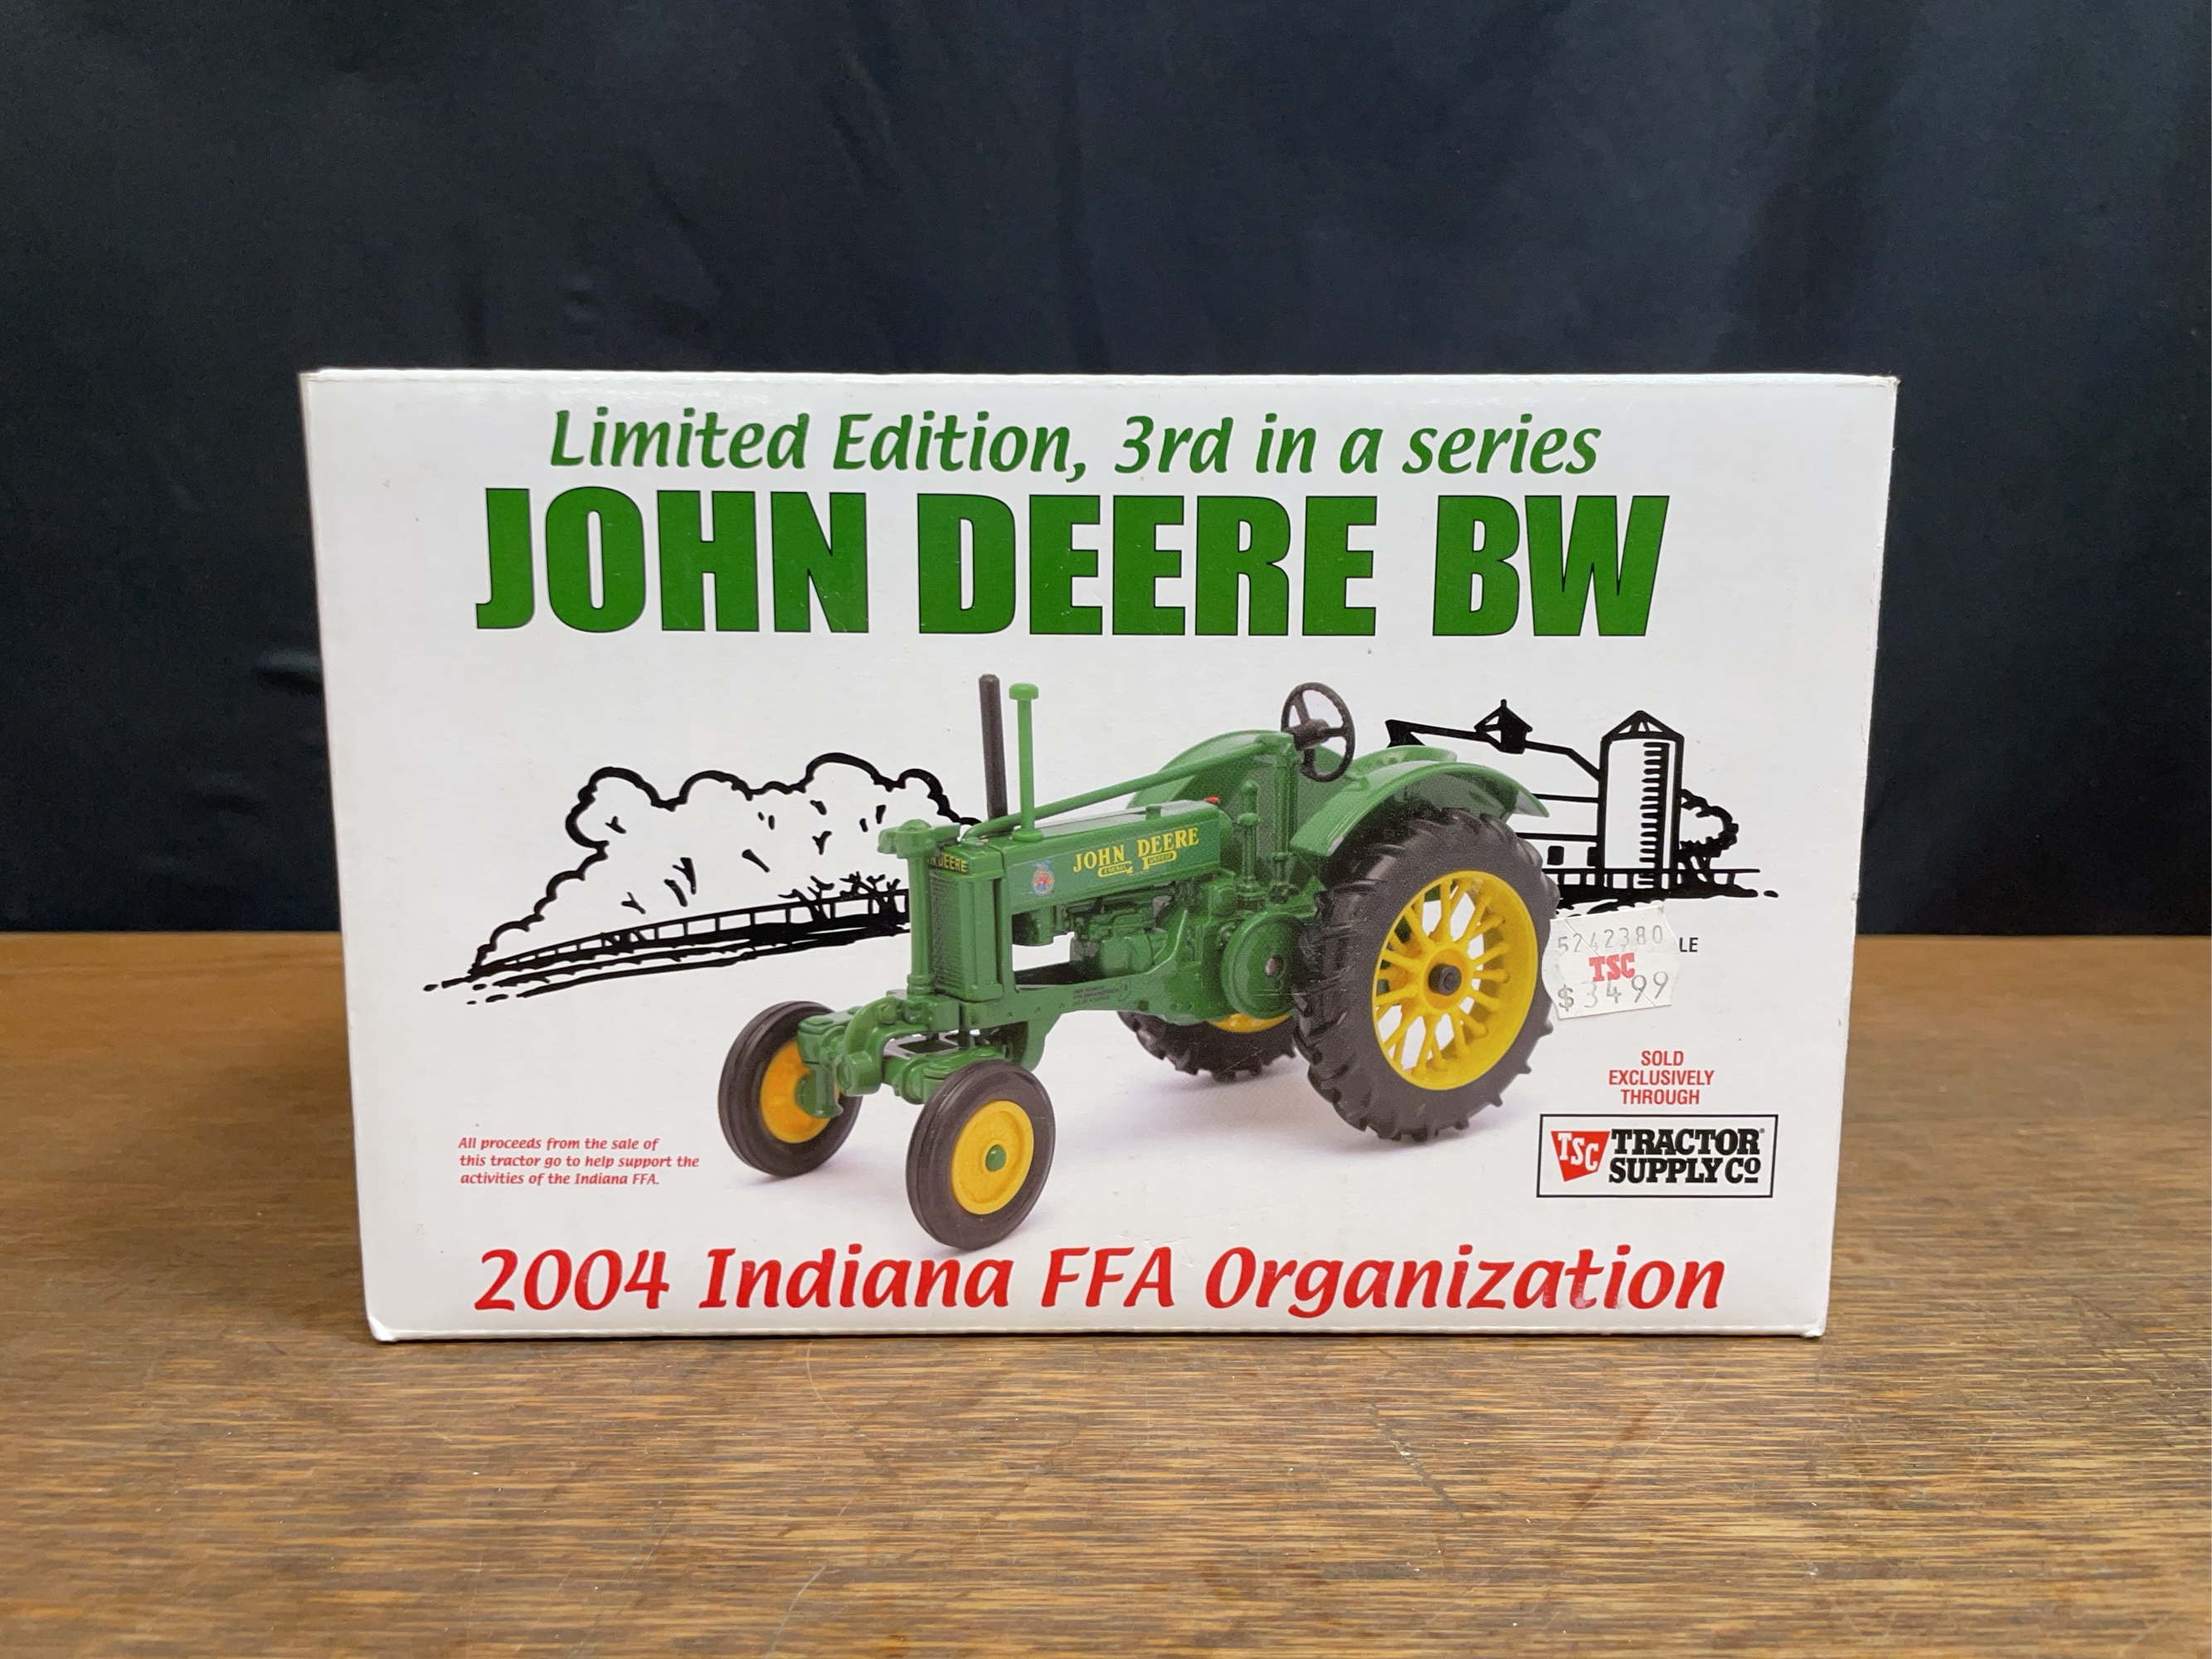 Limited Edition, 3rd in a series
JOHN DEERE BW
JOHN DEERE
5242380
LE
TSC
$3499
SOLD
EXCLUSIVELY
THROUGH
TSC TRACTOR
SUPPLY CO
All proceeds from the sale of
this tractor go to help support the
activities of the Indiana FFA.
2004 Indiana FFA Organization